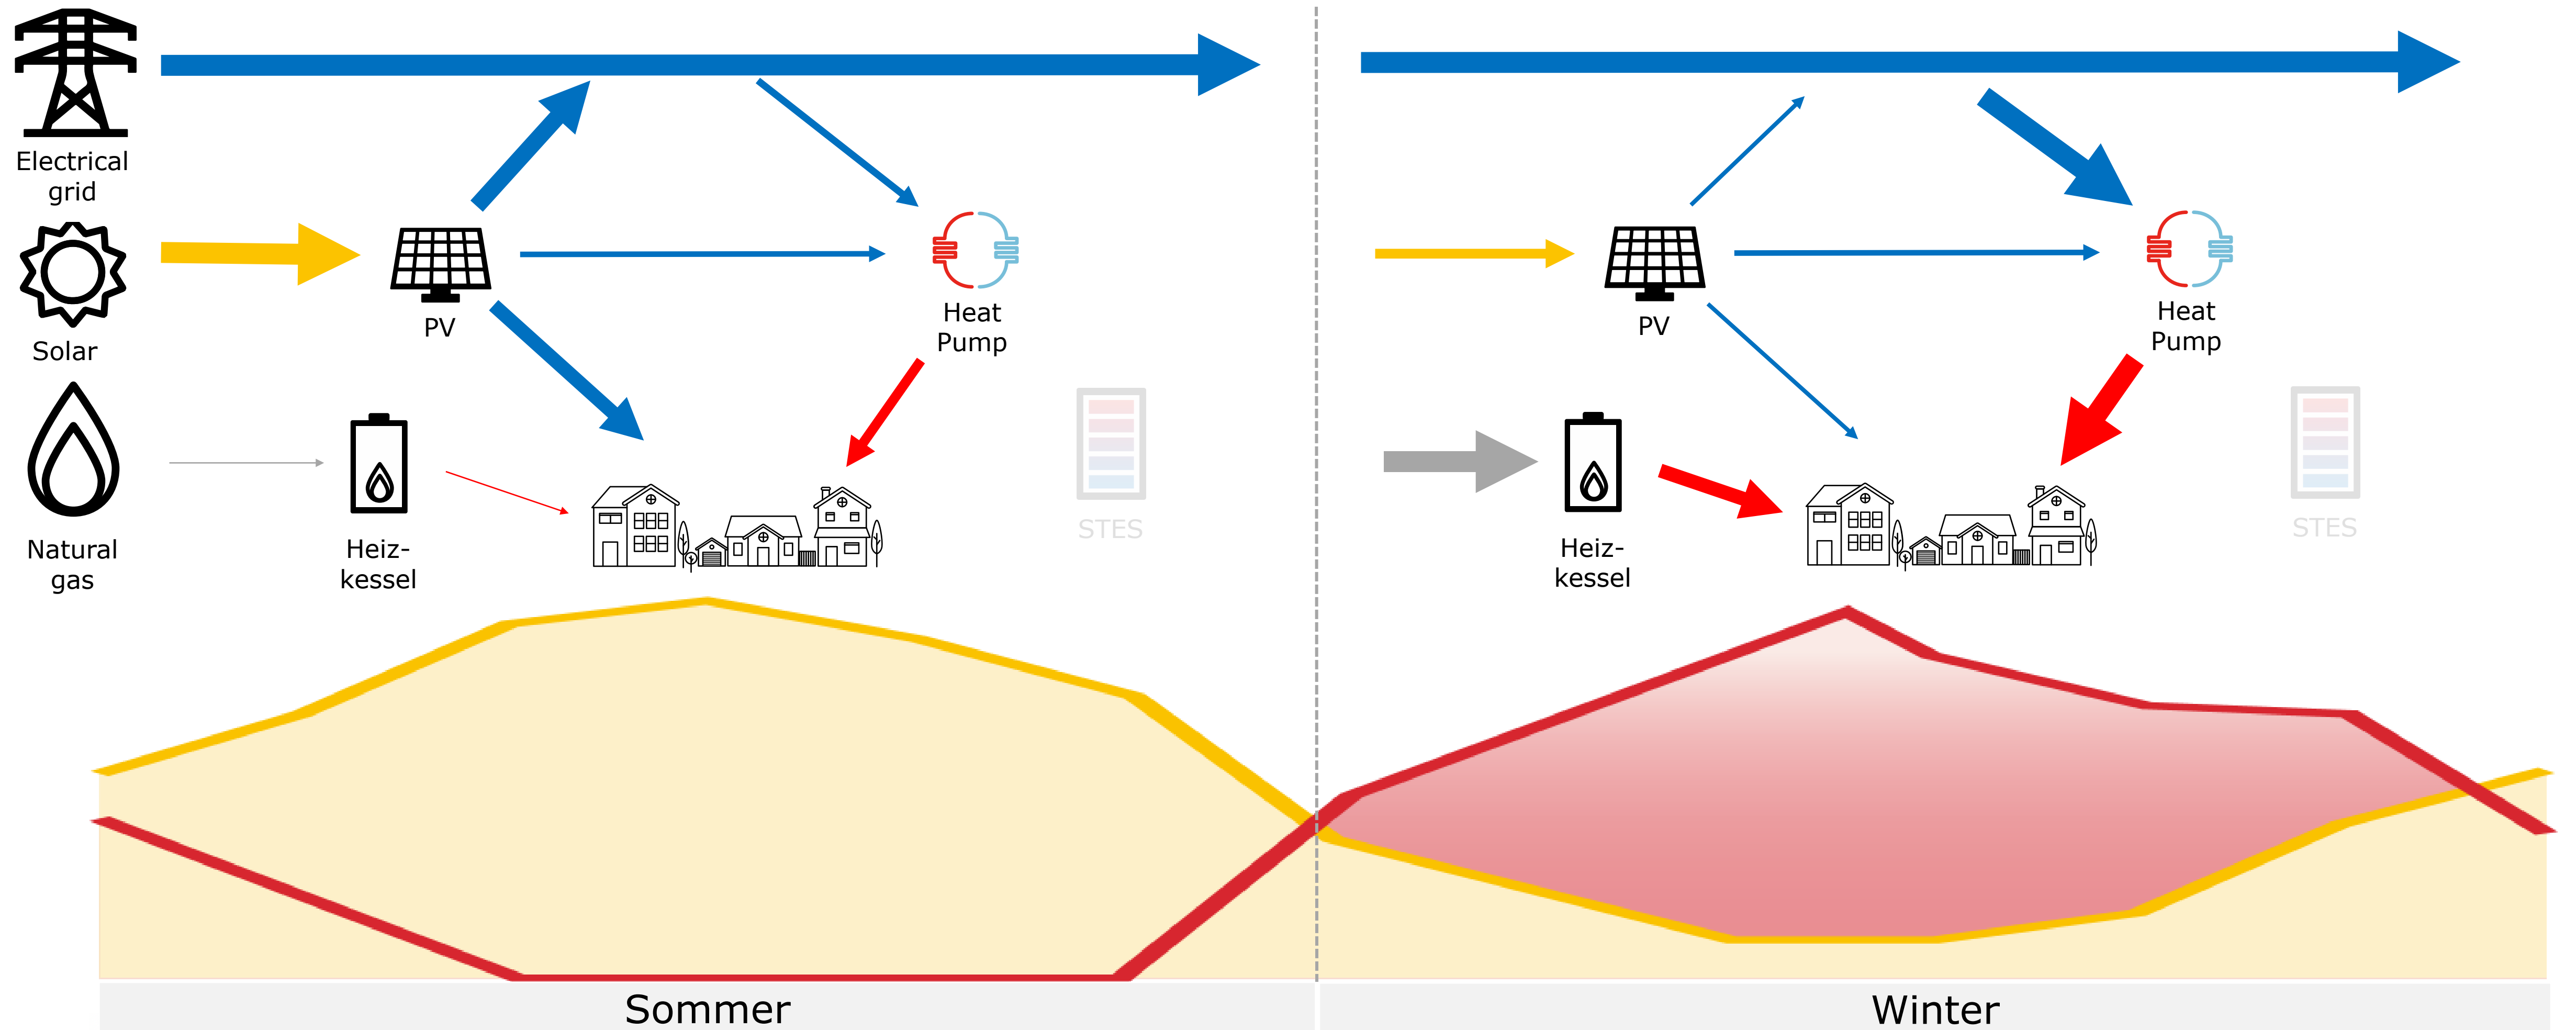 Electrical
grid
Solar
Natural
gas
PV
Heiz-
kessel
Heat
Pump
STES
PV
Heiz-
kessel
Heat
Pump
STES
Sommer
Winter